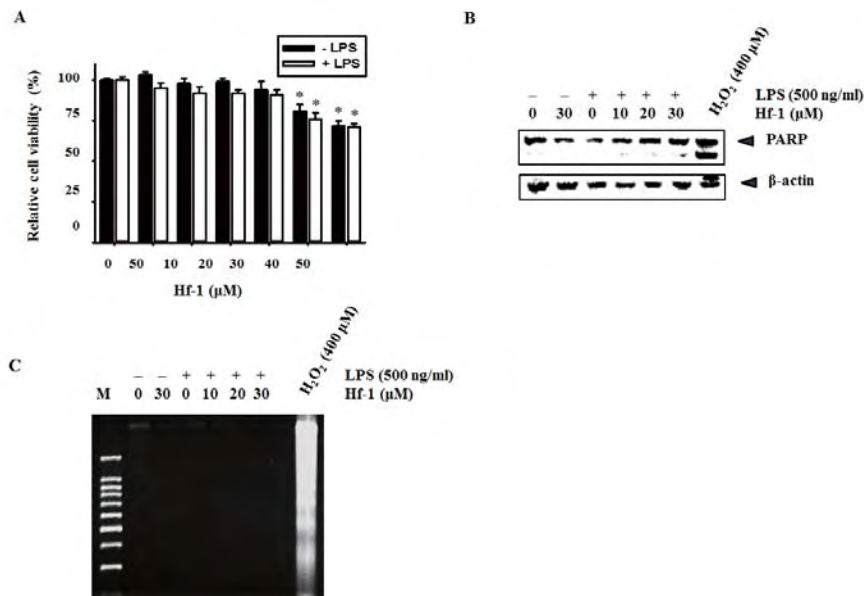 A
- LPS
+ LPS
Relative cell viability (%)
100
75
50
25
0
* * * *
0 50 10 20 30 40 50
Hf-1 (μM)
B
– – + + + + LPS (500 ng/ml)
0 30 0 10 20 30 Hf-1 (μM)
H₂O₂ (400 μM)
PARP
β-actin
C
– – + + + + LPS (500 ng/ml)
M 0 30 0 10 20 30 Hf-1 (μM)
H₂O₂ (400 μM)